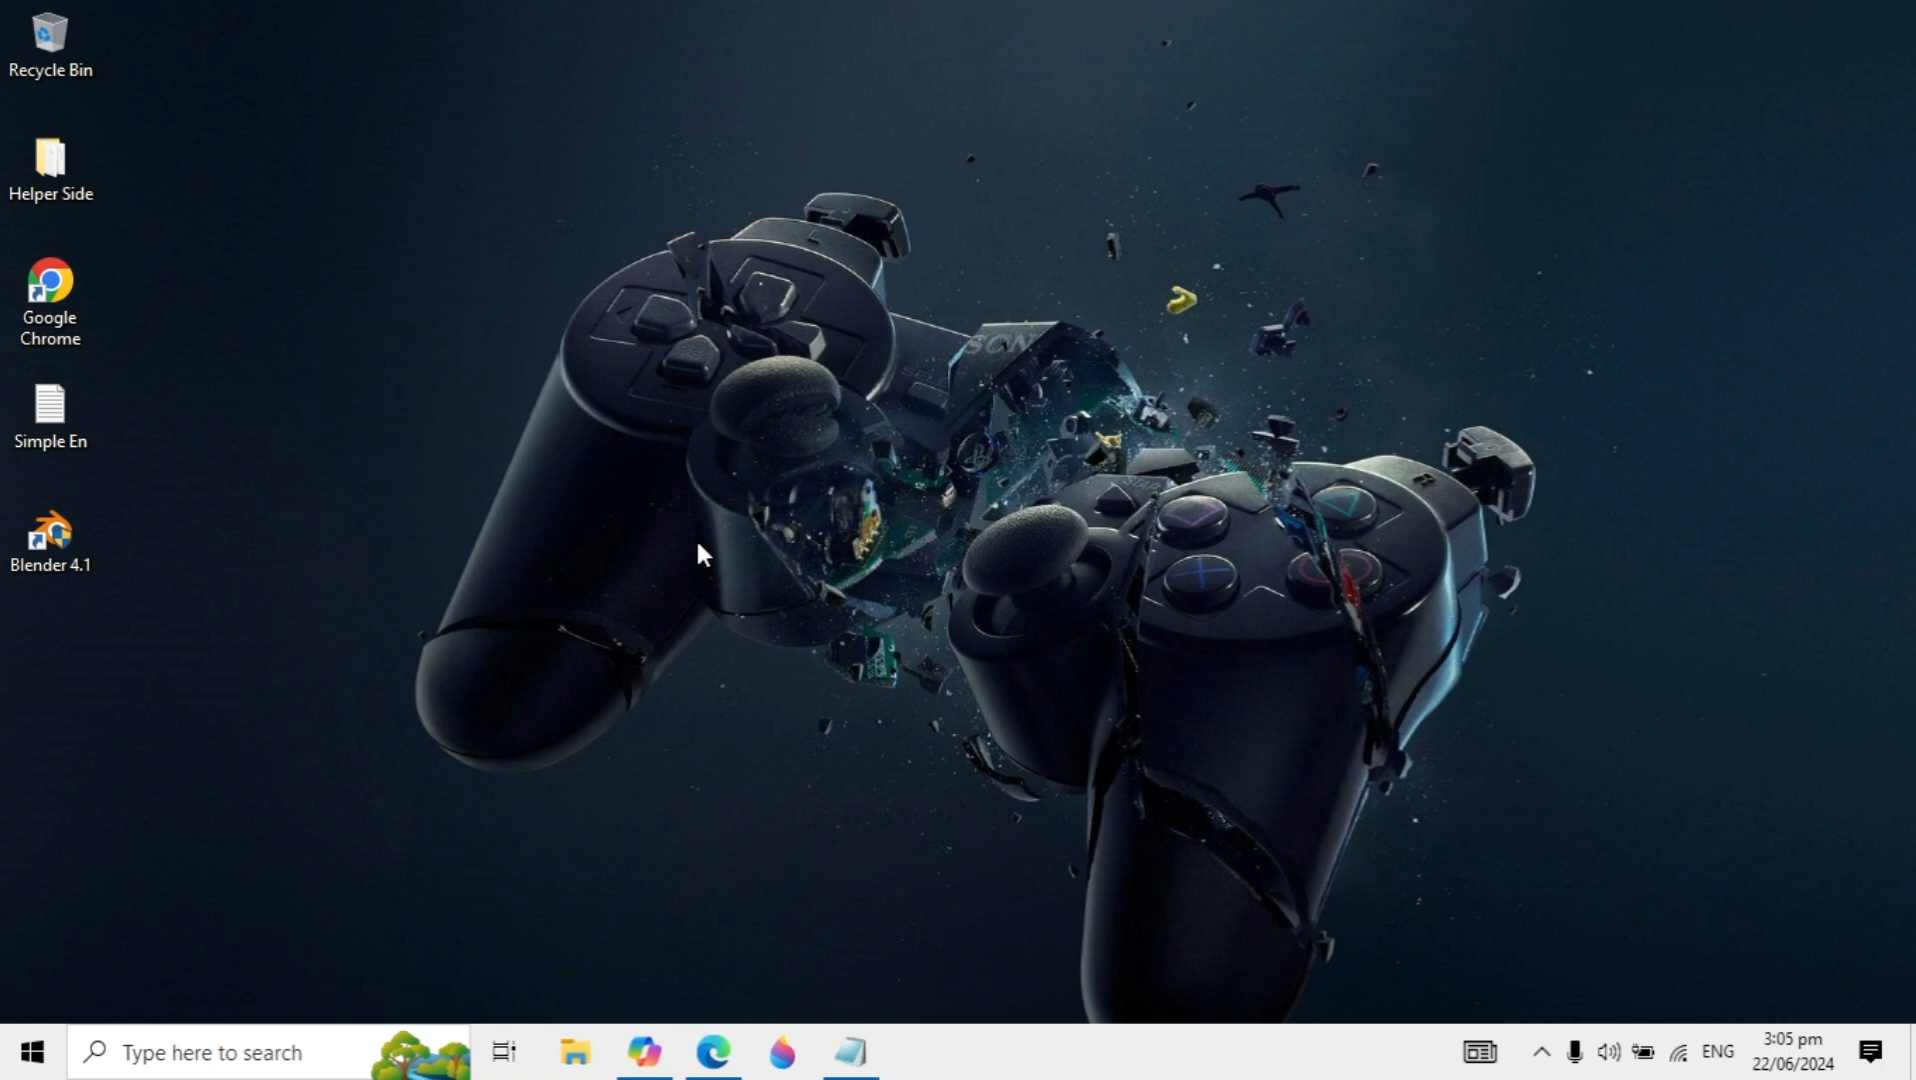 Recycle Bin
Helper Side
Google
Chrome
Simple En
Blender 4.1
L
SONY
R
Type here to search
ENG
3:05 pm
22/06/2024